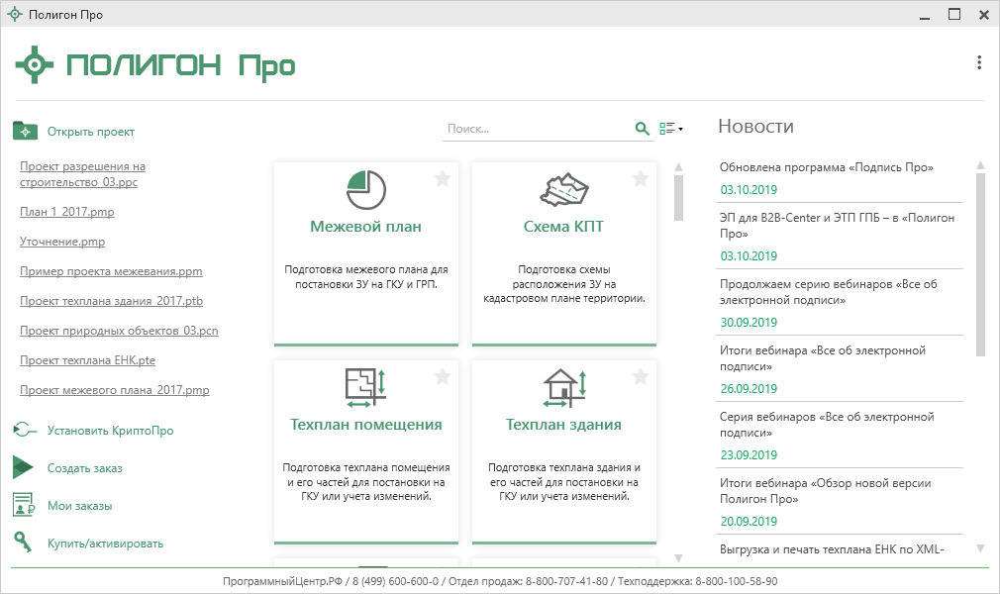 Полигон Про
ПОЛИГОН Про
Открыть проект
Проект разрешения на
строительство_03.ppc
План 1_2017.pmp
Уточнение.pmp
Пример проекта межевания.ppm
Проект техплана здания_2017.ptb
Проект природных объектов_03.pcn
Проект техплана ЕНК.pte
Проект межевого плана_2017.pmp
Установить КриптоПро
Создать заказ
Мои заказы
Купить/активировать
Поиск...
Межевой план
Подготовка межевого плана для
постановки ЗУ на ГКУ и ГРП.
Схема КПТ
Подготовка схемы
расположения ЗУ на
кадастровом плане территории.
Техплан помещения
Подготовка техплана помещения
и его частей для постановки на
ГКУ или учета изменений.
Техплан здания
Подготовка техплана здания и
его частей для постановки на
ГКУ или учета изменений.
Новости
Обновлена программа «Подпись Про»
03.10.2019
ЭП для B2B-Center и ЭТП ГПБ – в «Полигон
Про»
03.10.2019
Продолжаем серию вебинаров «Все об
электронной подписи»
30.09.2019
Итоги вебинара «Все об электронной
подписи»
26.09.2019
Серия вебинаров «Все об электронной
подписи»
23.09.2019
Итоги вебинара «Обзор новой версии
Полигон Про»
20.09.2019
Выгрузка и печать техплана ЕНК по XML-
ПрограммныйЦентр.РФ / 8 (499) 600-600-0 / Отдел продаж: 8-800-707-41-80 / Техподдержка: 8-800-100-58-90